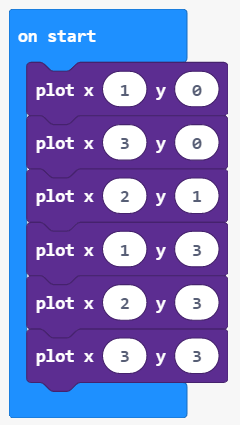 on start
plot x 1 y 0
plot x 3 y 0
plot x 2 y 1
plot x 1 y 3
plot x 2 y 3
plot x 3 y 3